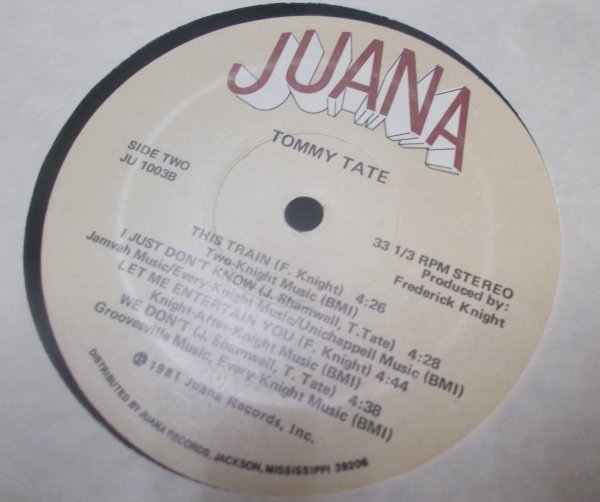 JUANA
TOMMY TATE
SIDE TWO
JU 1003B
33 1/3 RPM STEREO
Produced by:
Frederick Knight
THIS TRAIN (F. Knight) 4:26
Two-Knight Music (BMI)
I JUST DON'T KNOW (J. Shamwell, T.Tate) 4:28
Jamvah Music/Every-Knight Music/Unichappell Music (BMI)
LET ME ENTERTAIN YOU (F. Knight) 4:44
Knight-After-Knight Music (BMI)
WE DON'T (J. Shamwell, T. Tate) 4:38
Groovesville Music, Every-Knight Music (BMI)
℗ 1981 Juana Records, Inc.
DISTRIBUTED BY JUANA RECORDS, JACKSON, MISSISSIPPI 39206